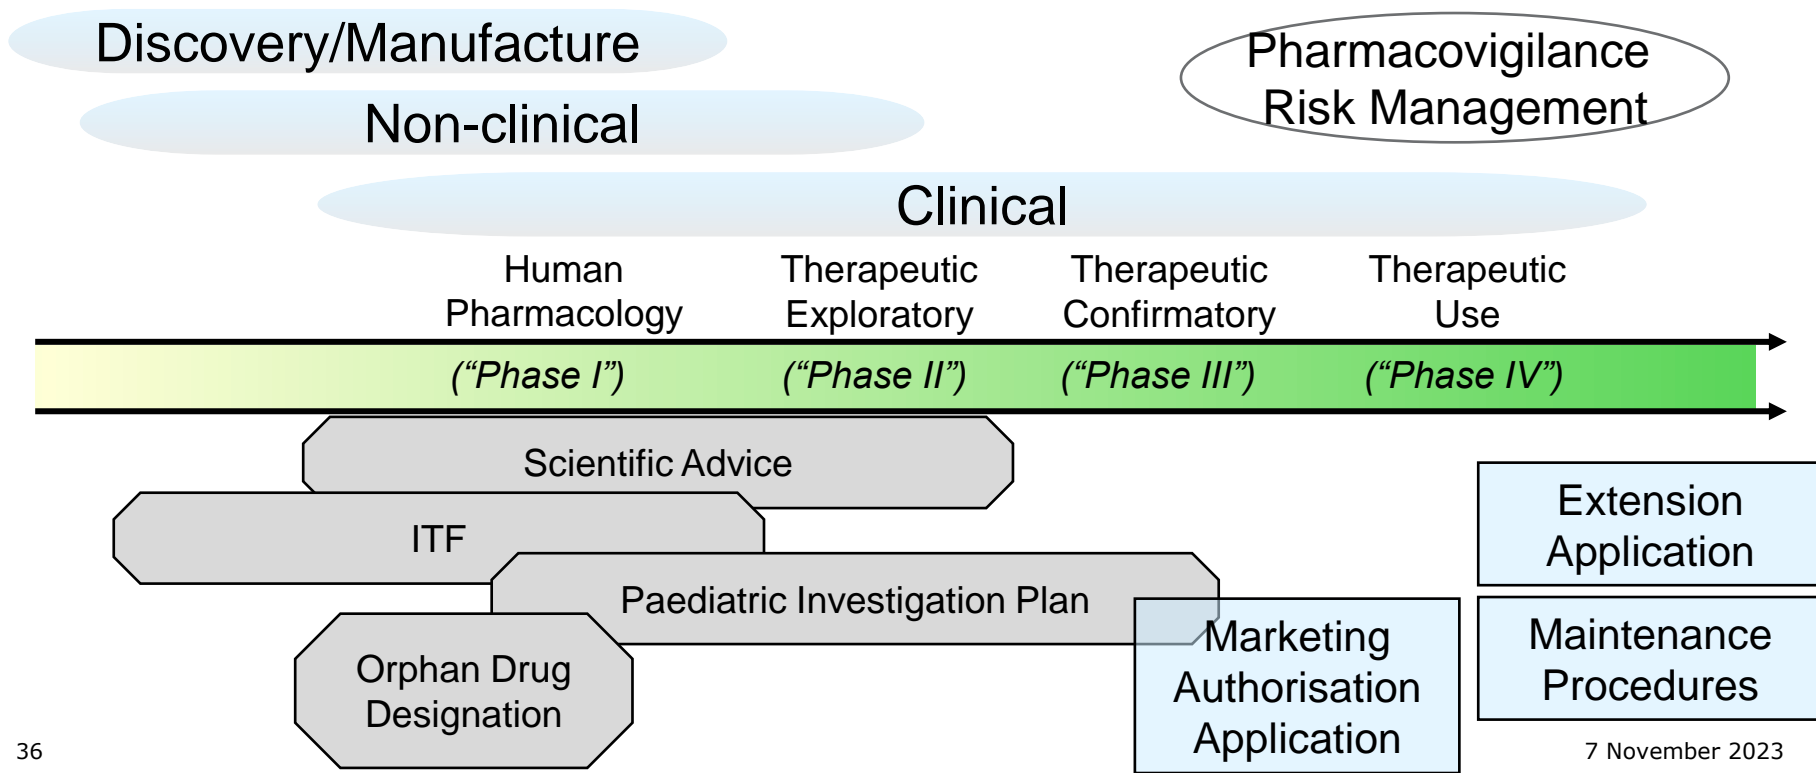 Discovery/Manufacture
Pharmacovigilance
Risk Management
Non-clinical
Clinical
Human
Pharmacology
Therapeutic
Exploratory
Therapeutic
Confirmatory
Therapeutic
Use
(“Phase I”)
(“Phase II”)
(“Phase III”)
(“Phase IV”)
Scientific Advice
ITF
Paediatric Investigation Plan
Orphan Drug
Designation
Marketing
Authorisation
Application
Extension
Application
Maintenance
Procedures
36
7 November 2023